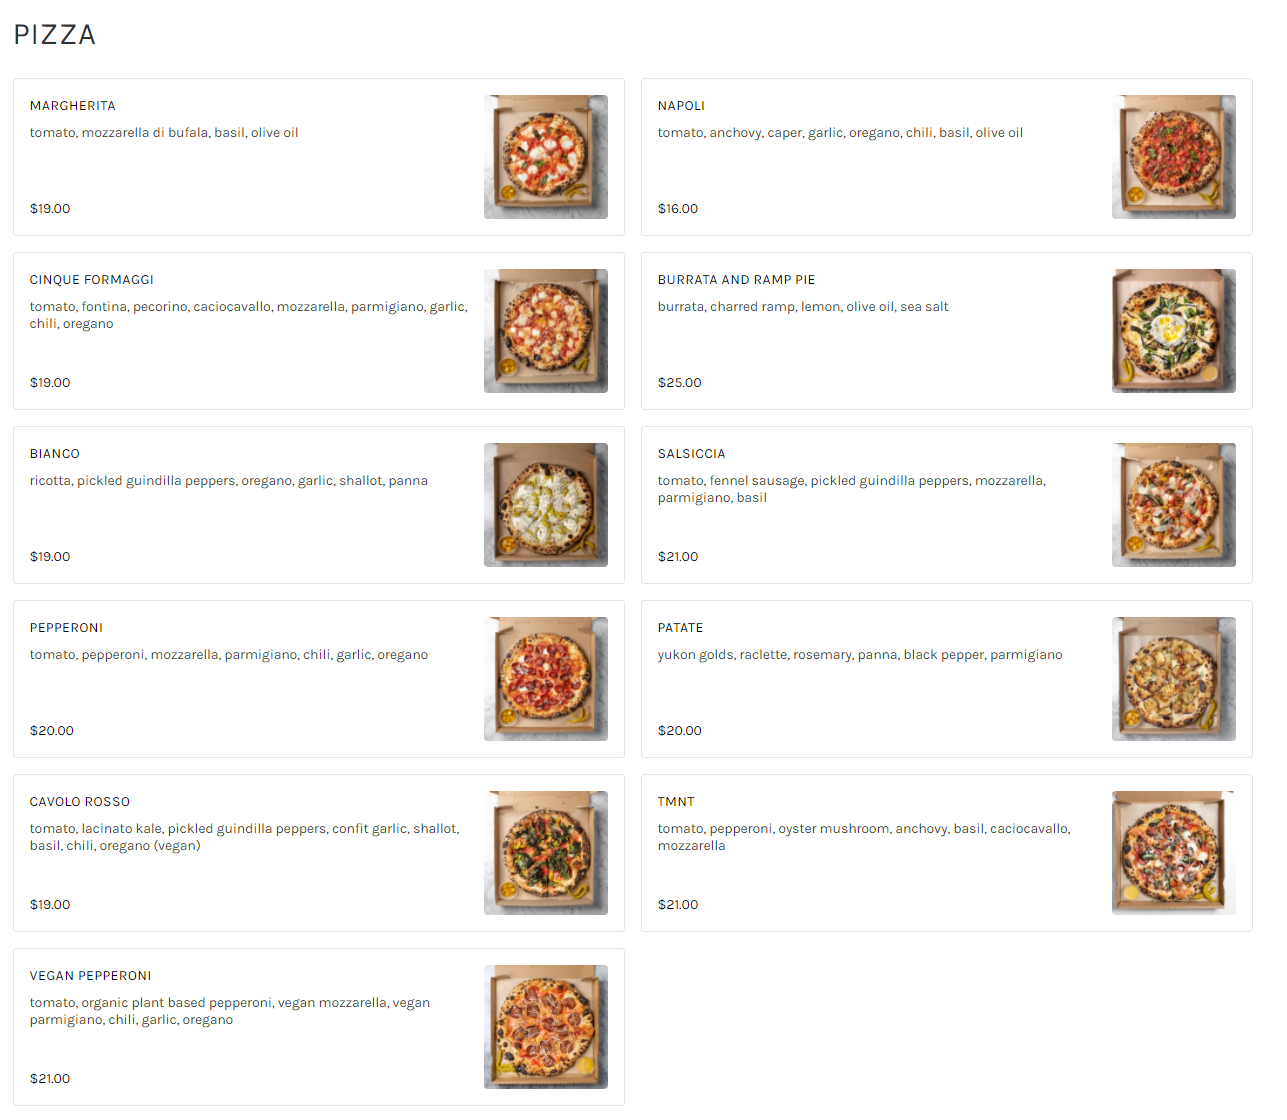 PIZZA
MARGHERITA
tomato, mozzarella di bufala, basil, olive oil
$19.00
NAPOLI
tomato, anchovy, caper, garlic, oregano, chili, basil, olive oil
$16.00
CINQUE FORMAGGI
tomato, fontina, pecorino, caciocavallo, mozzarella, parmigiano, garlic,
chili, oregano
$19.00
BURRATA AND RAMP PIE
burrata, charred ramp, lemon, olive oil, sea salt
$25.00
BIANCO
ricotta, pickled guindilla peppers, oregano, garlic, shallot, panna
$19.00
SALSICCIA
tomato, fennel sausage, pickled guindilla peppers, mozzarella,
parmigiano, basil
$21.00
PEPPERONI
tomato, pepperoni, mozzarella, parmigiano, chili, garlic, oregano
$20.00
PATATE
yukon golds, raclette, rosemary, panna, black pepper, parmigiano
$20.00
CAVOLO ROSSO
tomato, lacinato kale, pickled guindilla peppers, confit garlic, shallot,
basil, chili, oregano (vegan)
$19.00
TMNT
tomato, pepperoni, oyster mushroom, anchovy, basil, caciocavallo,
mozzarella
$21.00
VEGAN PEPPERONI
tomato, organic plant based pepperoni, vegan mozzarella, vegan
parmigiano, chili, garlic, oregano
$21.00